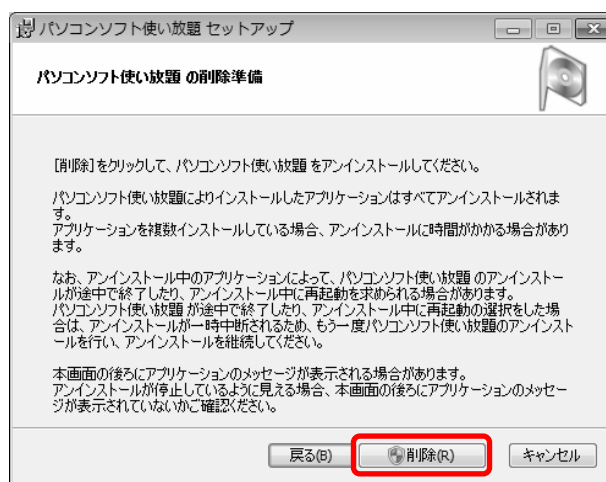 パソコンソフト使い放題 セットアップ
パソコンソフト使い放題 の削除準備
[削除]をクリックして、パソコンソフト使い放題 をアンインストールしてください。
パソコンソフト使い放題によりインストールしたアプリケーションはすべてアンインストールされま
す。
アプリケーションを複数インストールしている場合、アンインストールに時間がかかる場合があり
ます。
なお、アンインストール中のアプリケーションによって、パソコンソフト使い放題 のアンインストー
ルが途中で終了したり、アンインストール中に再起動を求められる場合があります。
パソコンソフト使い放題 が途中で終了したり、アンインストール中に再起動の選択をした場
合は、アンインストールが一時中断されるため、もう一度パソコンソフト使い放題のアンインスト
ールを行い、アンインストールを継続してください。
本画面の後ろにアプリケーションのメッセージが表示される場合があります。
アンインストールが停止しているように見える場合、本画面の後ろにアプリケーションのメッセー
ジが表示されていないかご確認ください。
戻る(B) 削除(R) キャンセル